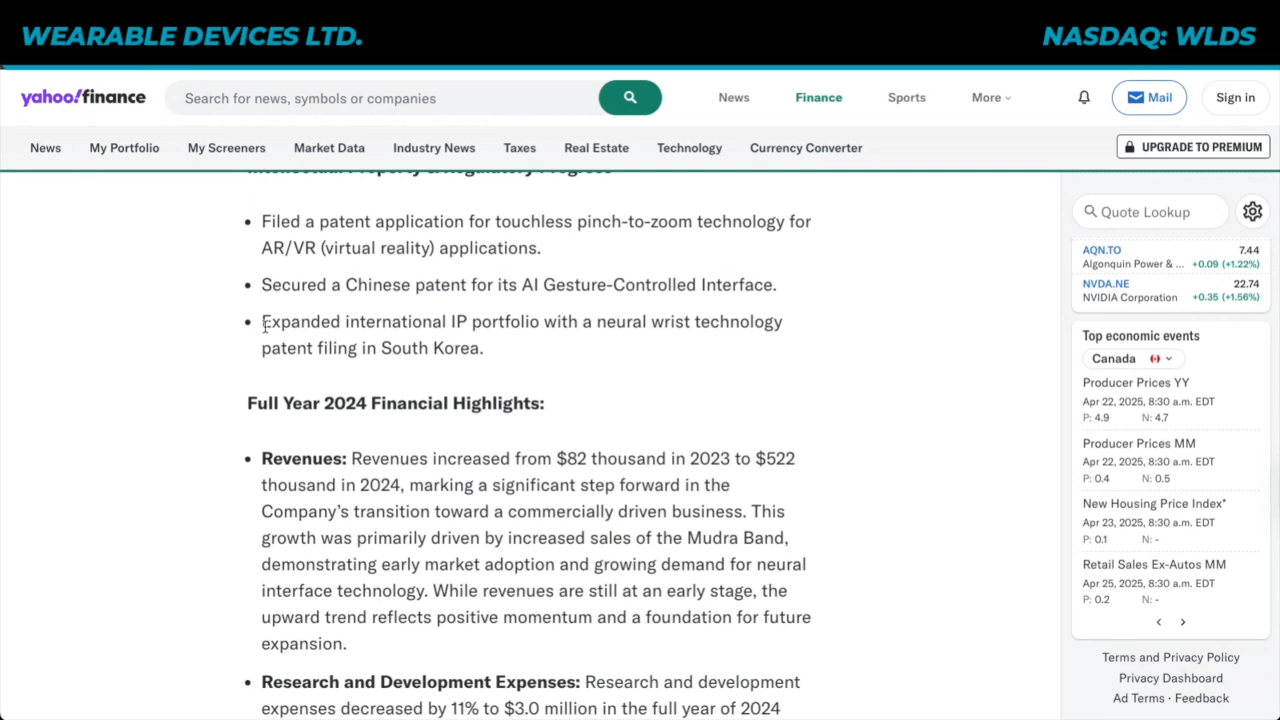 WEARABLE DEVICES LTD.
NASDAQ: WLDS
yahoo!finance
Search for news, symbols or companies
News
Finance
Sports
More
Mail
Sign in
News
My Portfolio
My Screeners
Market Data
Industry News
Taxes
Real Estate
Technology
Currency Converter
UPGRADE TO PREMIUM
Intellectual Property & Regulatory Progress
• Filed a patent application for touchless pinch-to-zoom technology for
AR/VR (virtual reality) applications.
• Secured a Chinese patent for its AI Gesture-Controlled Interface.
• Expanded international IP portfolio with a neural wrist technology
patent filing in South Korea.
Full Year 2024 Financial Highlights:
• Revenues: Revenues increased from $82 thousand in 2023 to $522
thousand in 2024, marking a significant step forward in the
Company's transition toward a commercially driven business. This
growth was primarily driven by increased sales of the Mudra Band,
demonstrating early market adoption and growing demand for neural
interface technology. While revenues are still at an early stage, the
upward trend reflects positive momentum and a foundation for future
expansion.
• Research and Development Expenses: Research and development
expenses decreased by 11% to $3.0 million in the full year of 2024
Quote Lookup
AQN.TO 7.44
Algonquin Power & ... +0.09 (+1.22%)
NVDA.NE 22.74
NVIDIA Corporation +0.35 (+1.56%)
Top economic events
Canada
Producer Prices YY
Apr 22, 2025, 8:30 a.m. EDT
P: 4.9 N: 4.7
Producer Prices MM
Apr 22, 2025, 8:30 a.m. EDT
P: 0.4 N: 0.5
New Housing Price Index*
Apr 23, 2025, 8:30 a.m. EDT
P: 0.1 N: -
Retail Sales Ex-Autos MM
Apr 25, 2025, 8:30 a.m. EDT
P: 0.2 N: -
Terms and Privacy Policy
Privacy Dashboard
Ad Terms · Feedback